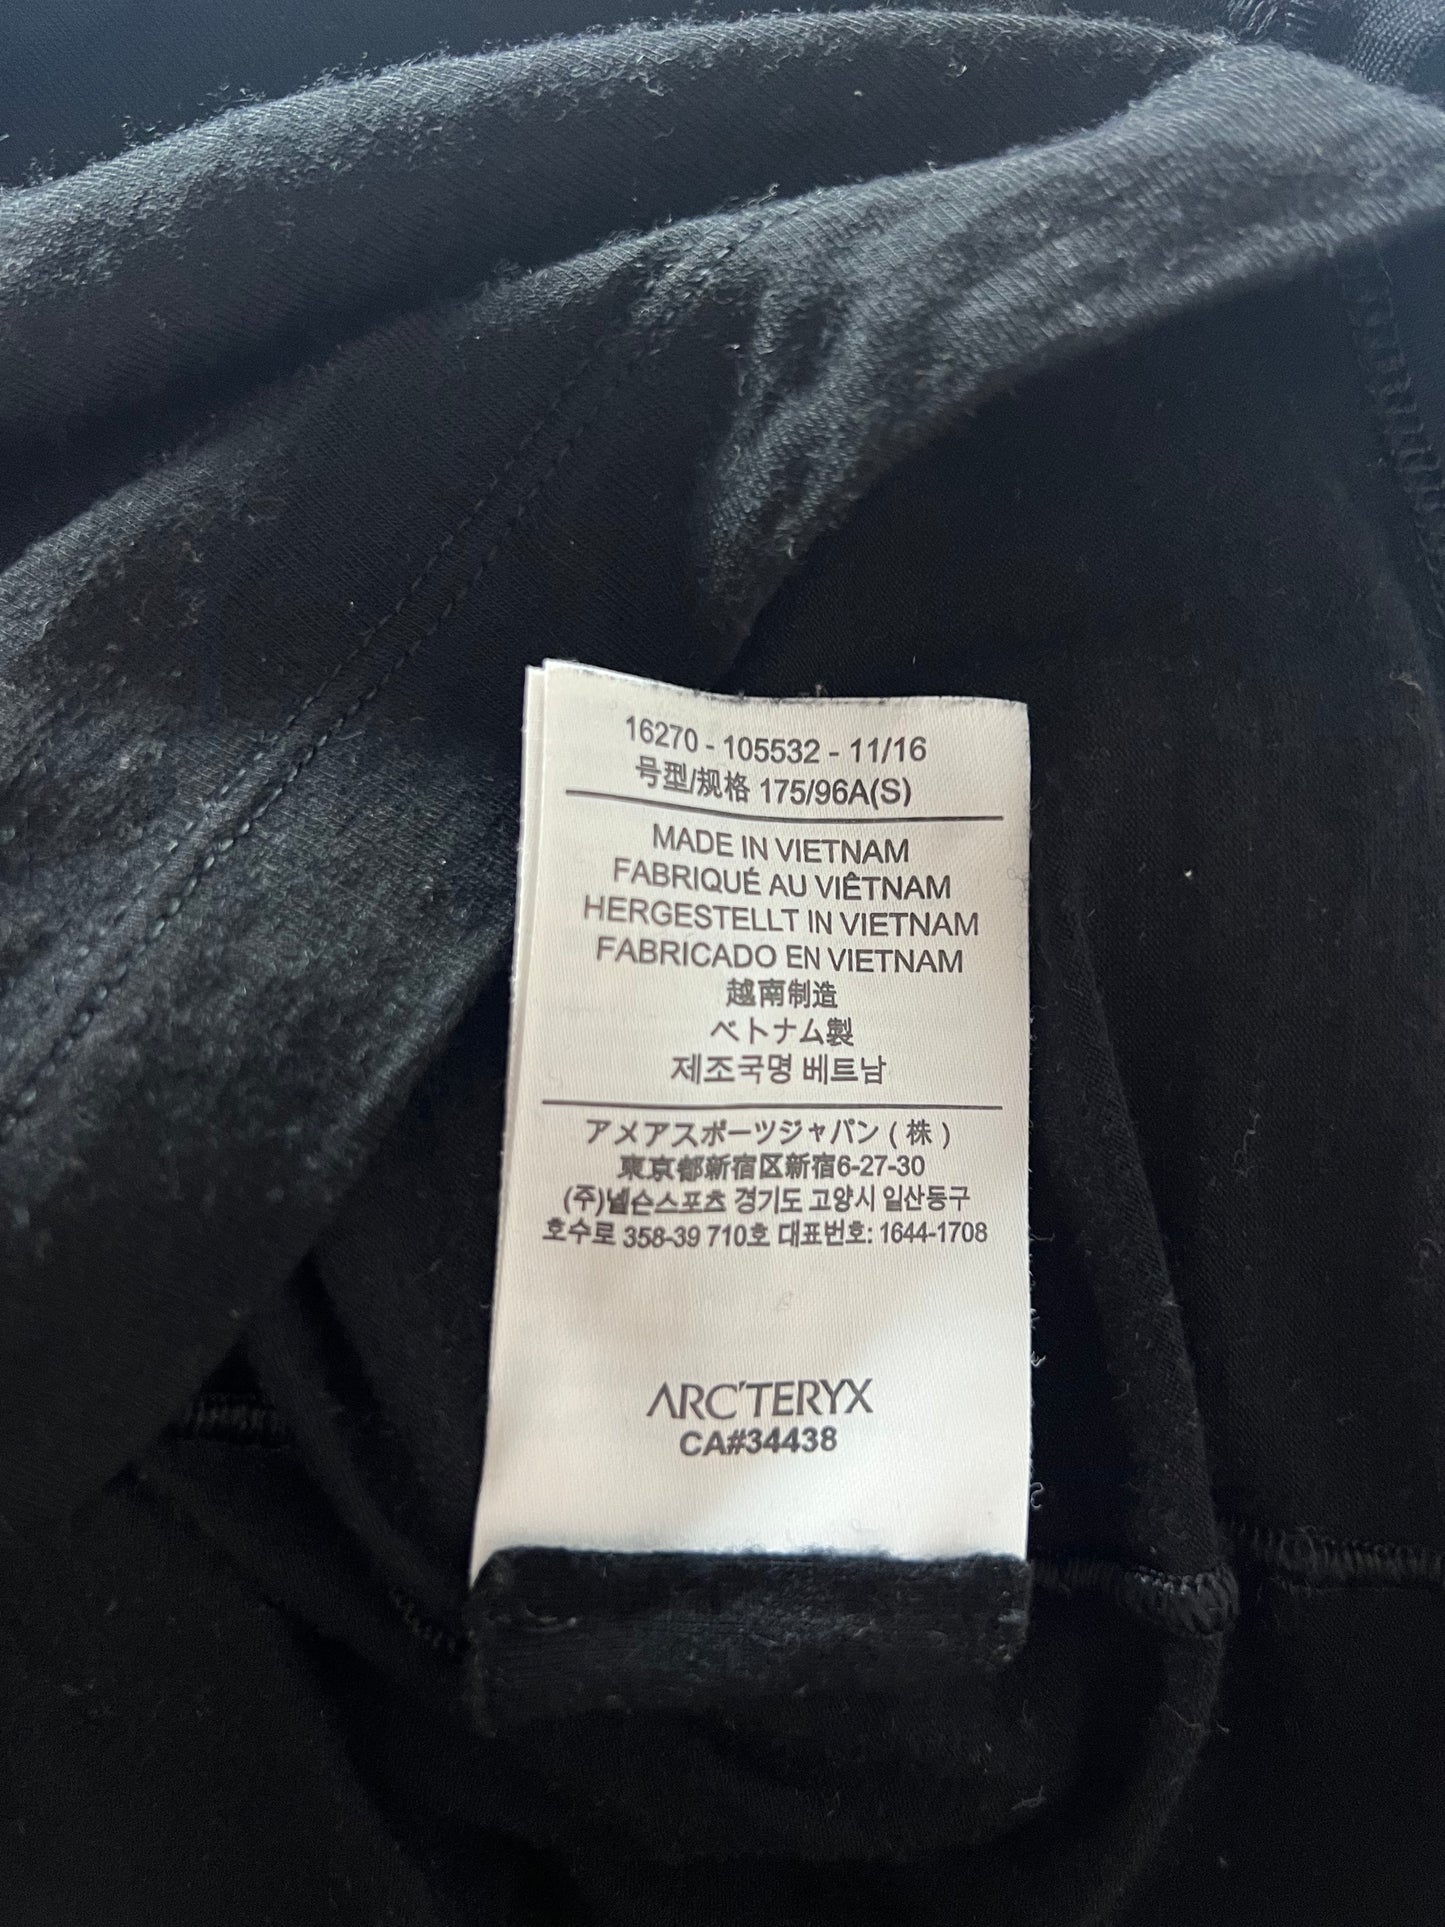 16270 - 105532 - 11/16
号型/规格 175/96A(S)
MADE IN VIETNAM
FABRIQUÉ AU VIÊTNAM
HERGESTELLT IN VIETNAM
FABRICADO EN VIETNAM
越南制造
ベトナム製
제조국명 베트남
アメアスポーツジャパン ( 株 )
東京都新宿区新宿6-27-30
(주)넬슨스포츠 경기도 고양시 일산동구
호수로 358-39 710호 대표번호: 1644-1708
ARC'TERYX
CA#34438